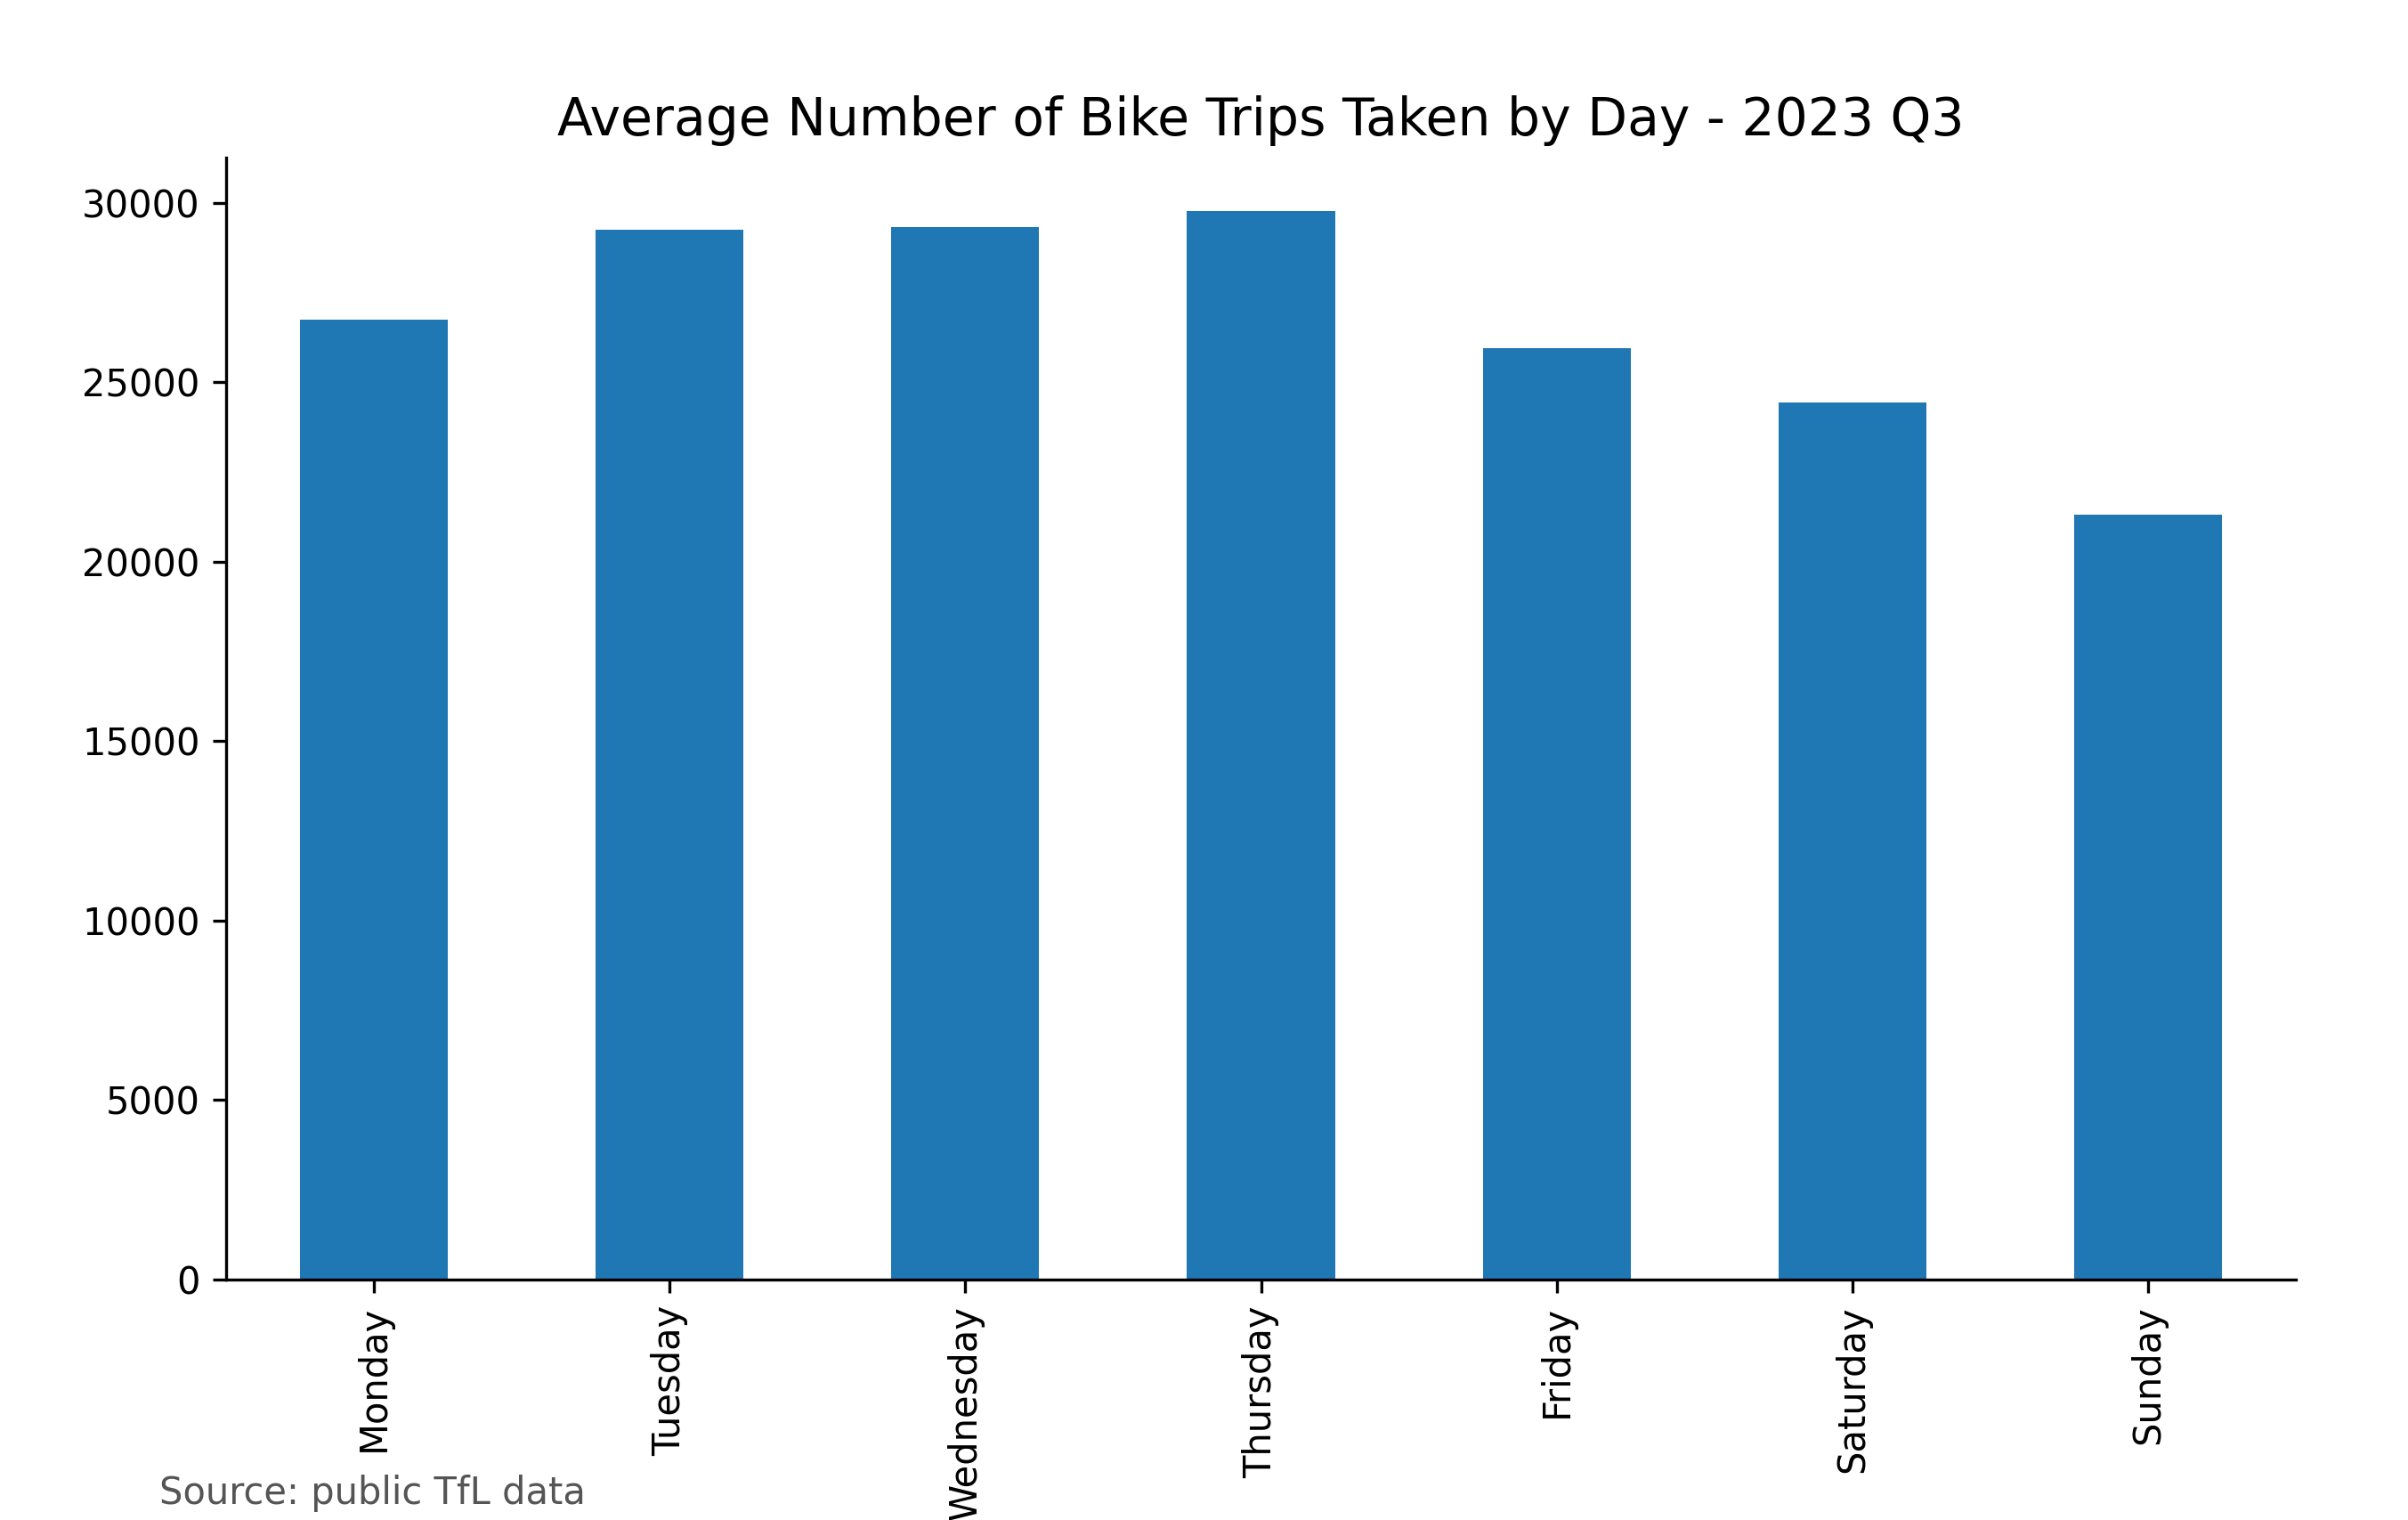 Average Number of Bike Trips Taken by Day - 2023 Q3
30000
25000
20000
15000
10000
5000
0
Monday
Tuesday
Wednesday
Thursday
Friday
Saturday
Sunday
Source: public TfL data